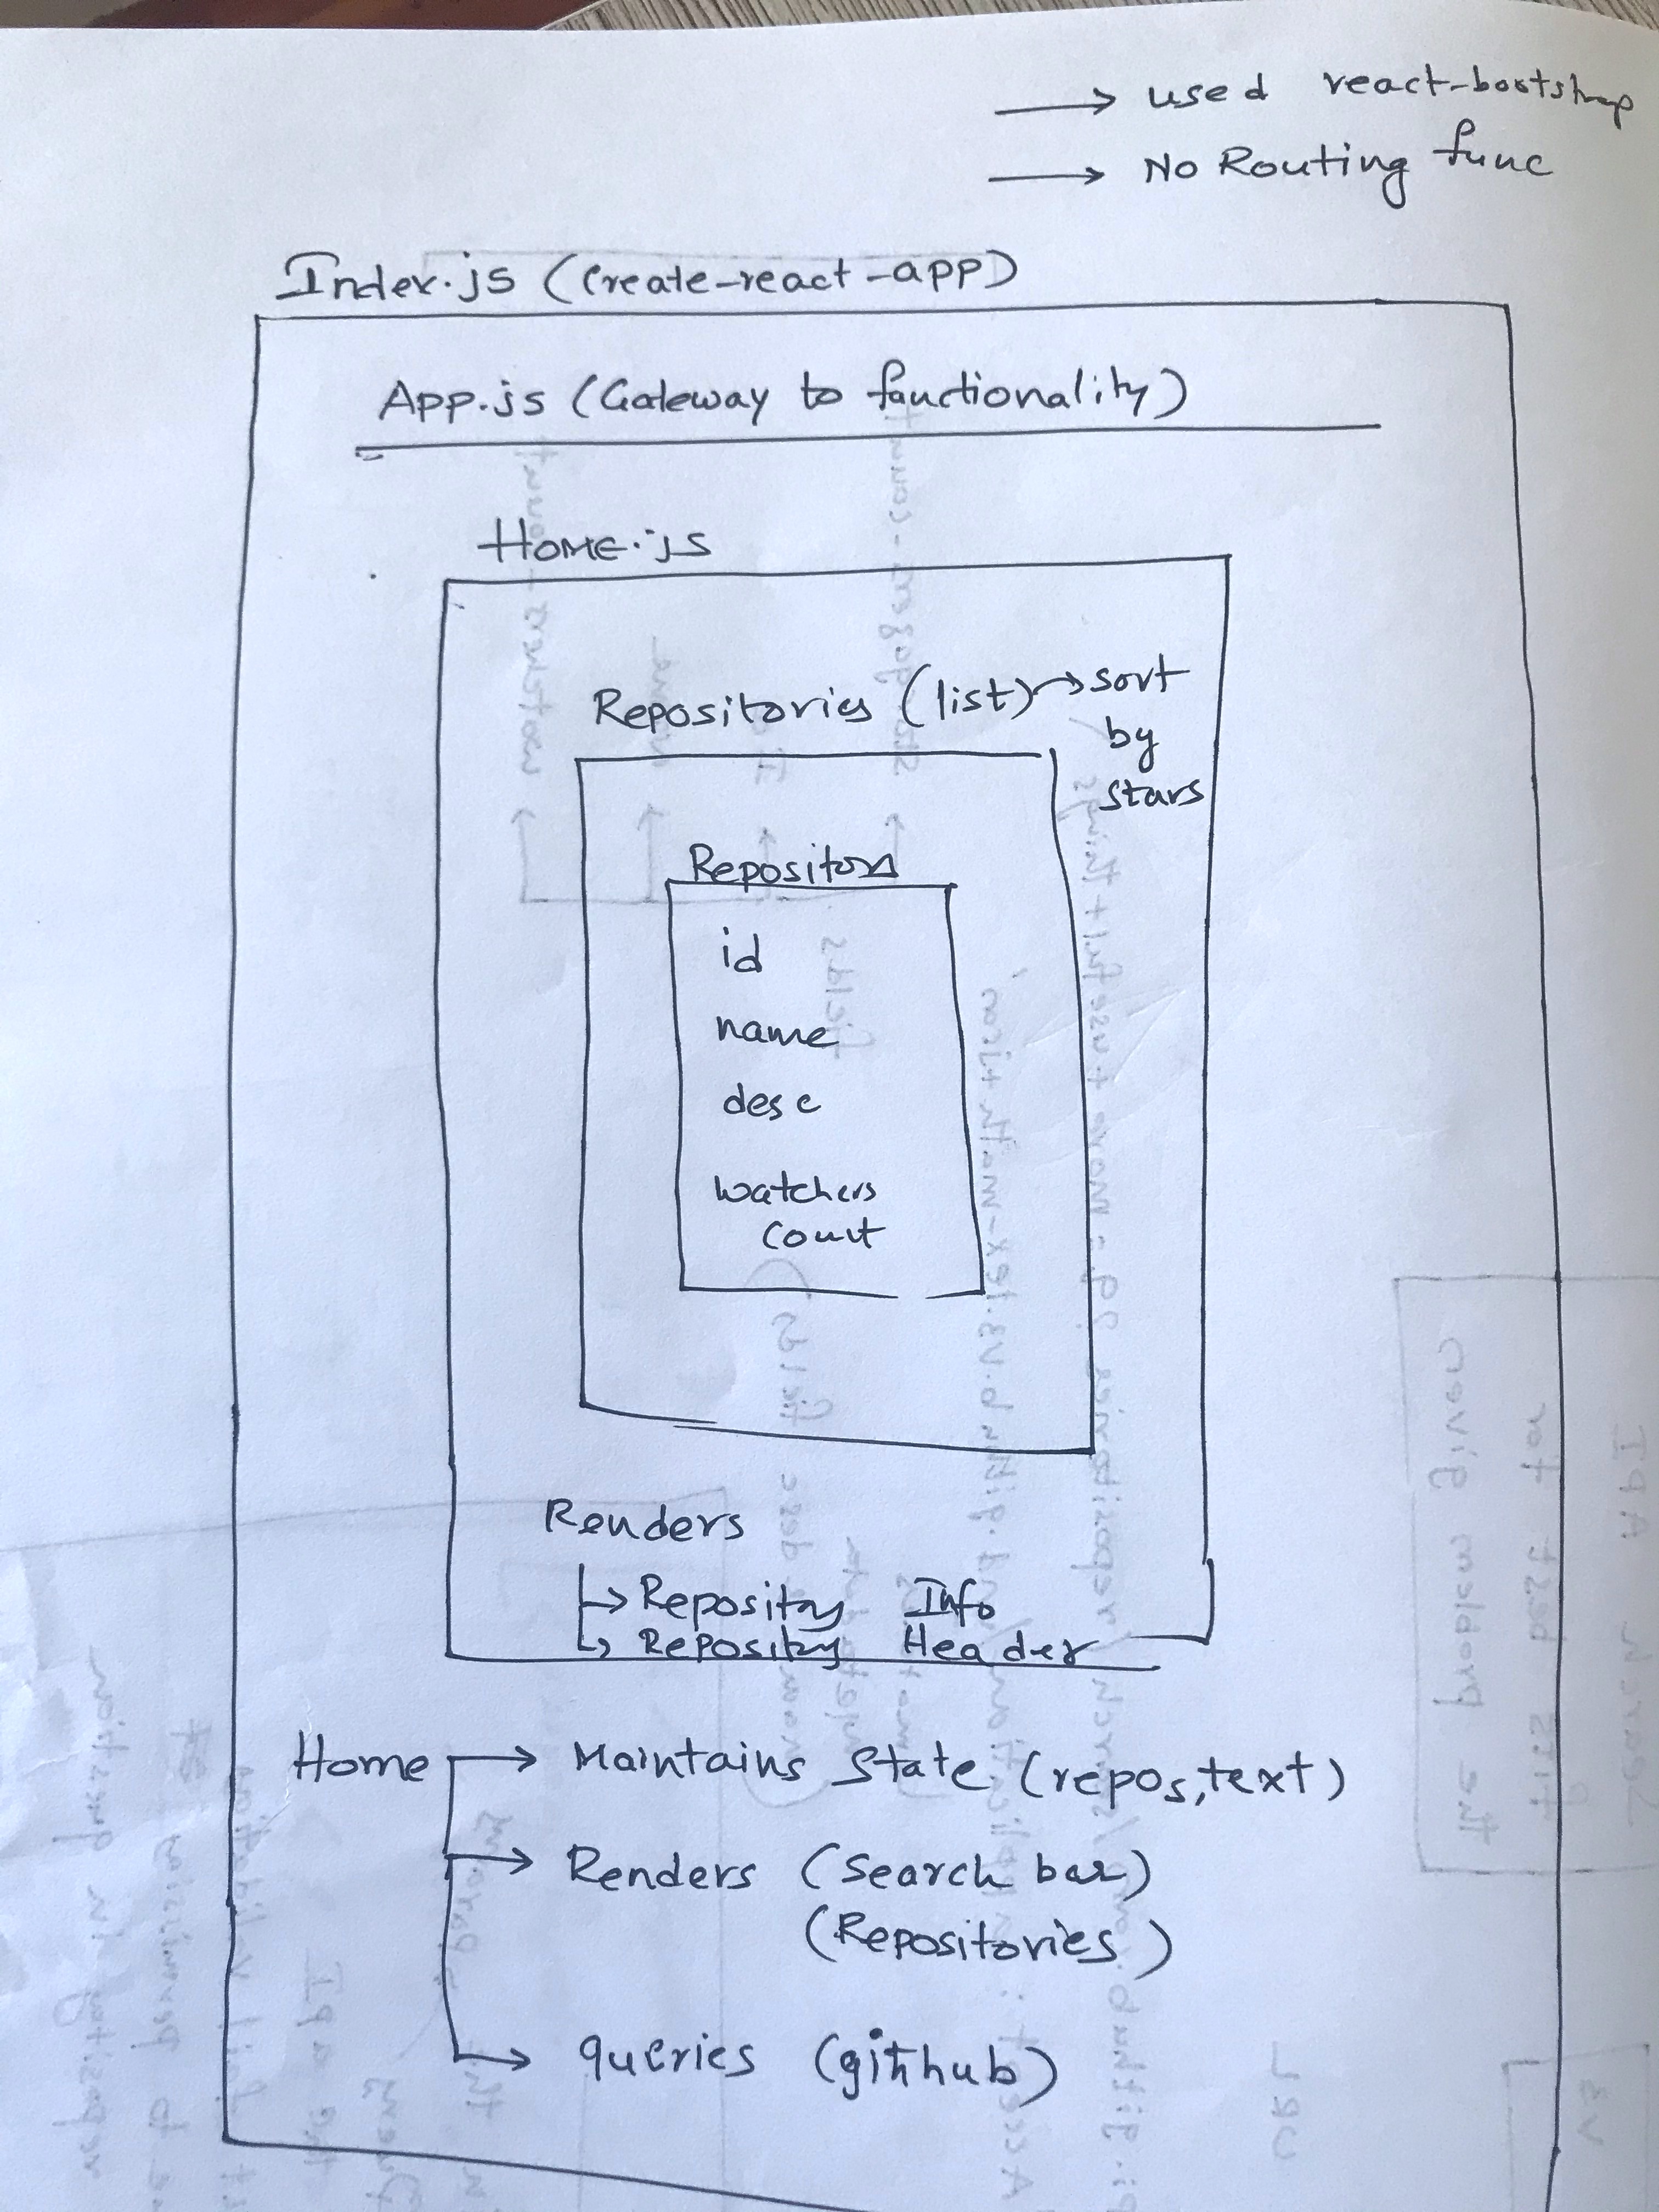 → used react-bootstrap
→ No Routing func
Index.js (Create-react-app)
App.js (Gateway to functionality)
Home.js
Repositories (list) → sort
by
stars
Repository
id
name
desc
watchers
count
Renders
→ Repository Info
→ Repository Header
Home → Maintains State (repos, text)
→ Renders (Search bar)
(Repositories)
→ queries (github)